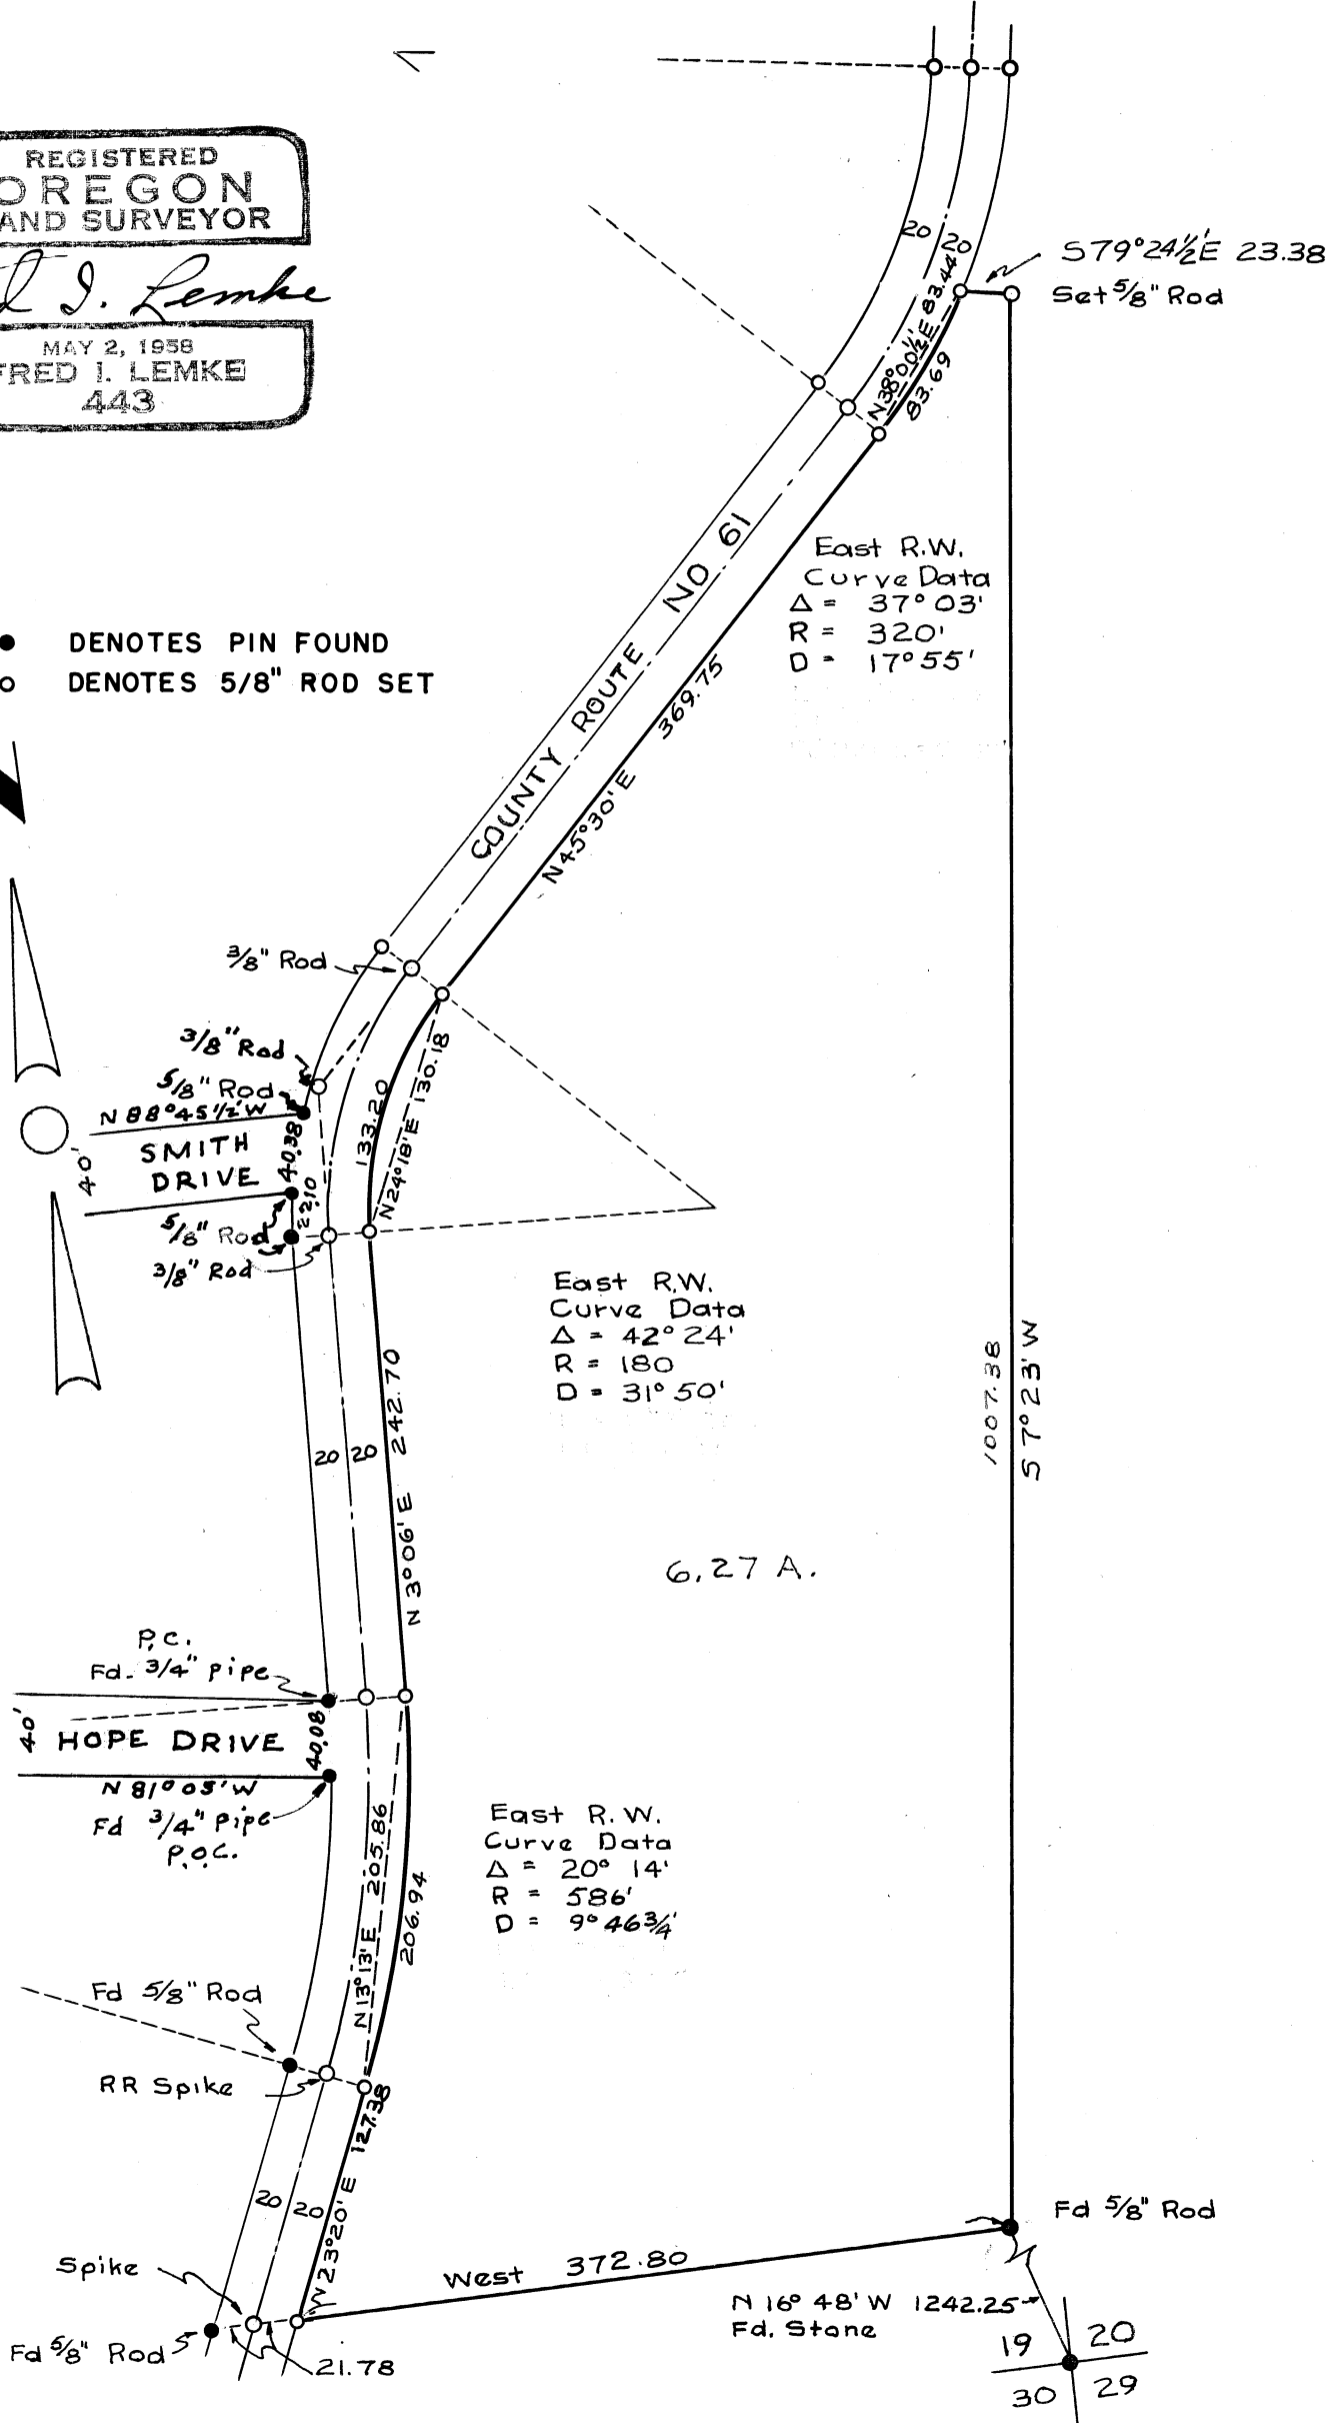 REGISTERED
OREGON
AND SURVEYOR
I. Lemke
MAY 2, 1958
FRED I. LEMKE
443
20
20
S79°24½'E 23.38
Set 5/8" Rod
N38°00½'E 83.44
83.69
COUNTY ROUTE NO 61
East R.W.
Curve Data
Δ = 37° 03'
R = 320'
D = 17° 55'
● DENOTES PIN FOUND
○ DENOTES 5/8" ROD SET
N45°30'E 369.75
3/8" Rod
3/8" Rod
5/8" Rod
N 88°45½'W
SMITH
DRIVE
40'
40.38
22.10
133.20
N24°18'E 130.18
5/8" Rod
3/8" Rod
East R.W.
Curve Data
Δ = 42° 24'
R = 180
D = 31° 50'
20
20
N 3°06'E 242.70
1007.38
S 7°23'W
6.27 A.
P.C.
Fd. 3/4" pipe
40'
HOPE DRIVE
40.08
N 81°05'W
Fd 3/4" pipe
P.O.C.
N13°13'E 205.86
206.94
East R.W.
Curve Data
Δ = 20° 14'
R = 586'
D = 9° 46¾'
Fd 5/8" Rod
RR Spike
N 23°20'E 127.38
20
20
Spike
Fd 5/8" Rod
21.78
West 372.80
Fd 5/8" Rod
N 16° 48' W 1242.25
Fd. Stone
19
20
30
29